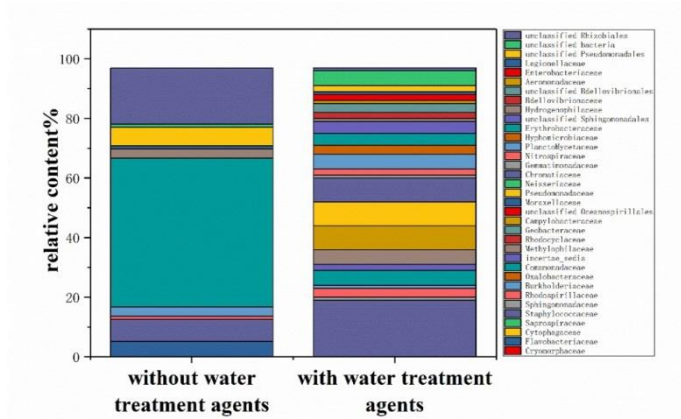 relative content%
100
80
60
40
20
0
without water
treatment agents
with water treatment
agents
unclassified Rhizobiales
unclassified bacteria
unclassified Pseudomonadales
Legionellaceae
Enterobacteriaceae
Aeromonadaceae
unclassified Bdellovibrionales
Bdellovibrionaceae
Hydrogenophilaceae
unclassified Sphingomonadales
Erythrobacteraceae
Hyphomicrobiaceae
PlanctoMycetaceae
Nitrospiraceae
Gemmatimonadaceae
Chromatiaceae
Neisseriaceae
Pseudomonadaceae
Moraxellaceae
unclassified Oceanospirillales
Campylobacteraceae
Geobacteraceae
Rhodocyclaceae
Methylophilaceae
incertae_sedis
Comamonadaceae
Oxalobacteraceae
Burkholderiaceae
Rhodospirillaceae
Sphingomonadaceae
Staphylococcaceae
Saprospiraceae
Cytophagaceae
Flavobacteriaceae
Cryomorphaceae